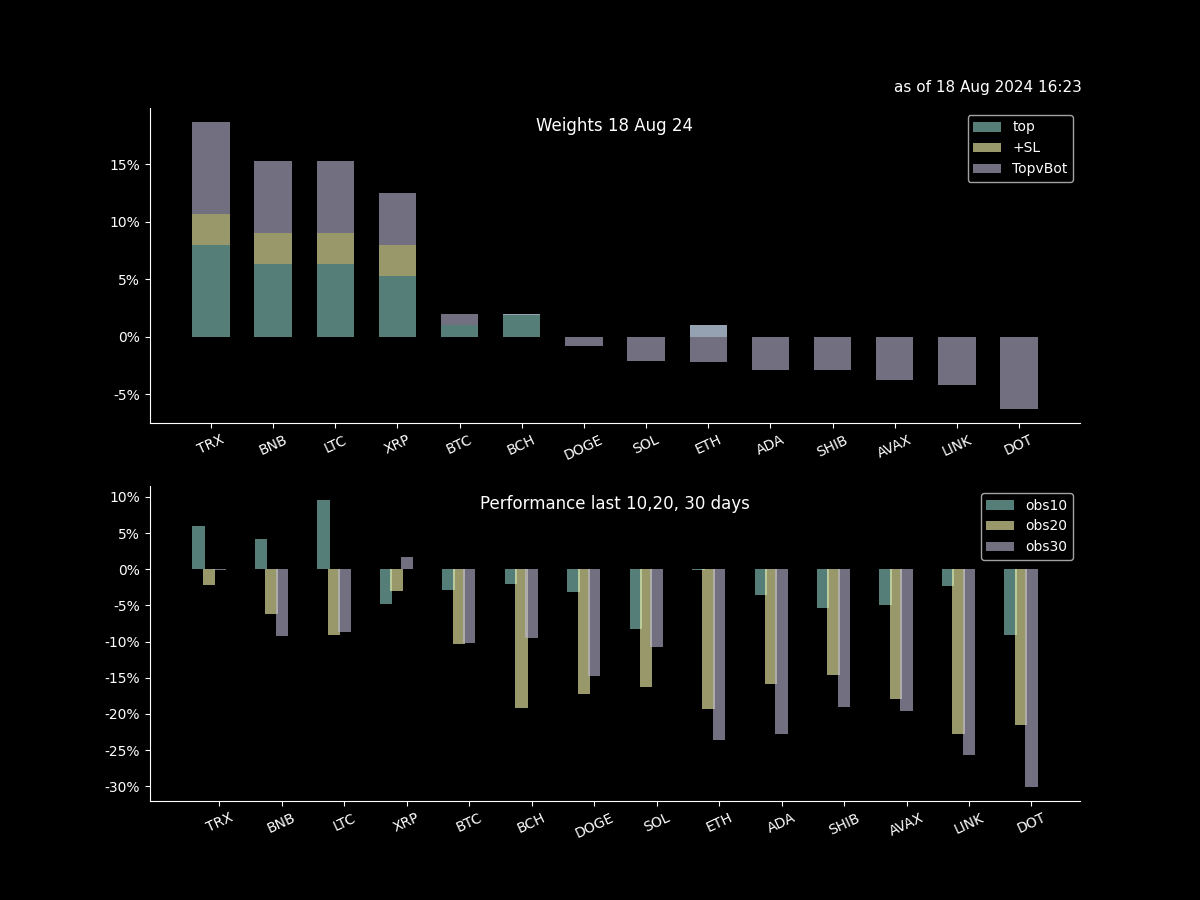 as of 18 Aug 2024 16:23
Weights 18 Aug 24
top
+SL
TopvBot
15%
10%
5%
0%
-5%
TRX BNB LTC XRP BTC BCH DOGE SOL ETH ADA SHIB AVAX LINK DOT
Performance last 10,20, 30 days
obs10
obs20
obs30
10%
5%
0%
-5%
-10%
-15%
-20%
-25%
-30%
TRX BNB LTC XRP BTC BCH DOGE SOL ETH ADA SHIB AVAX LINK DOT